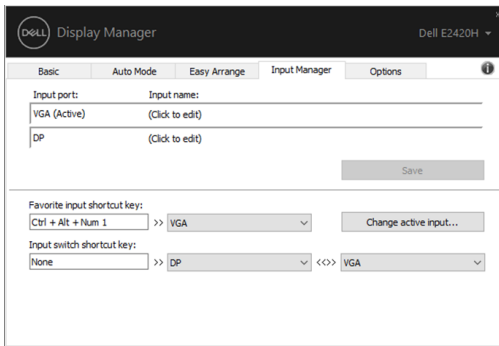 DELL Display Manager Dell E2420H
Basic Auto Mode Easy Arrange Input Manager Options
Input port: Input name:
VGA (Active) (Click to edit)
DP (Click to edit)
Save
Favorite input shortcut key:
Ctrl + Alt + Num 1 >> VGA Change active input...
Input switch shortcut key:
None >> DP <<>> VGA